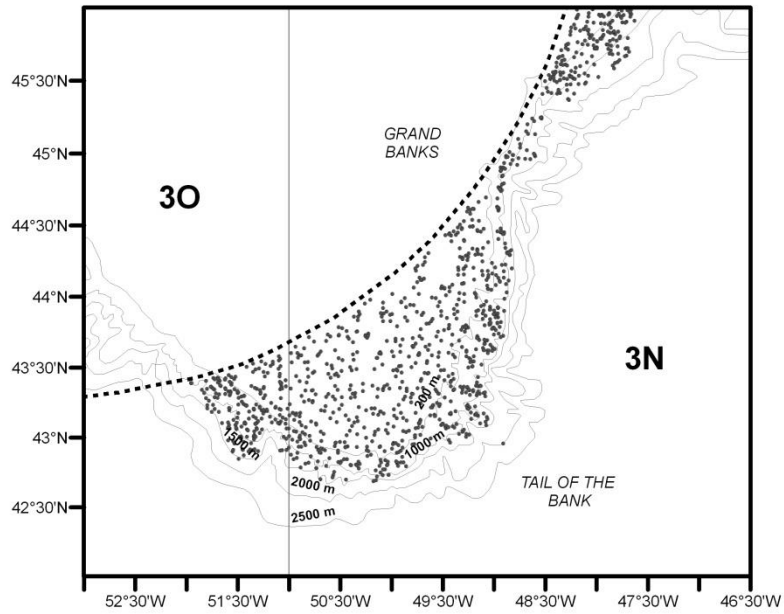 45°30'N
GRAND
BANKS
45°N
3O
44°30'N
44°N
3N
43°30'N
200 m
43°N
1500 m
1000 m
2000 m
TAIL OF THE
BANK
42°30'N
2500 m
52°30'W 51°30'W 50°30'W 49°30'W 48°30'W 47°30'W 46°30'W